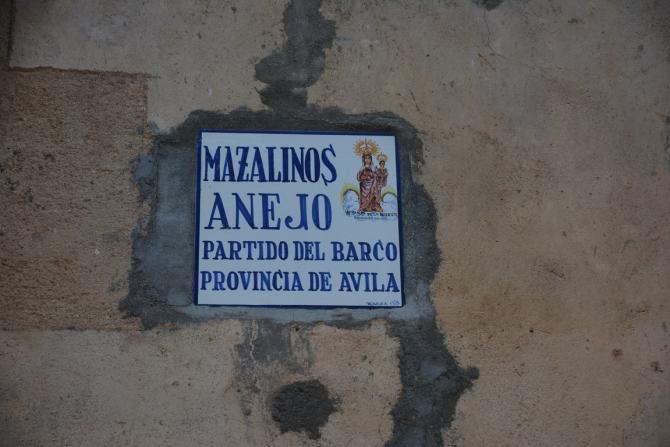 MAZALINOS
ANEJO
PARTIDO DEL BARCO
PROVINCIA DE AVILA